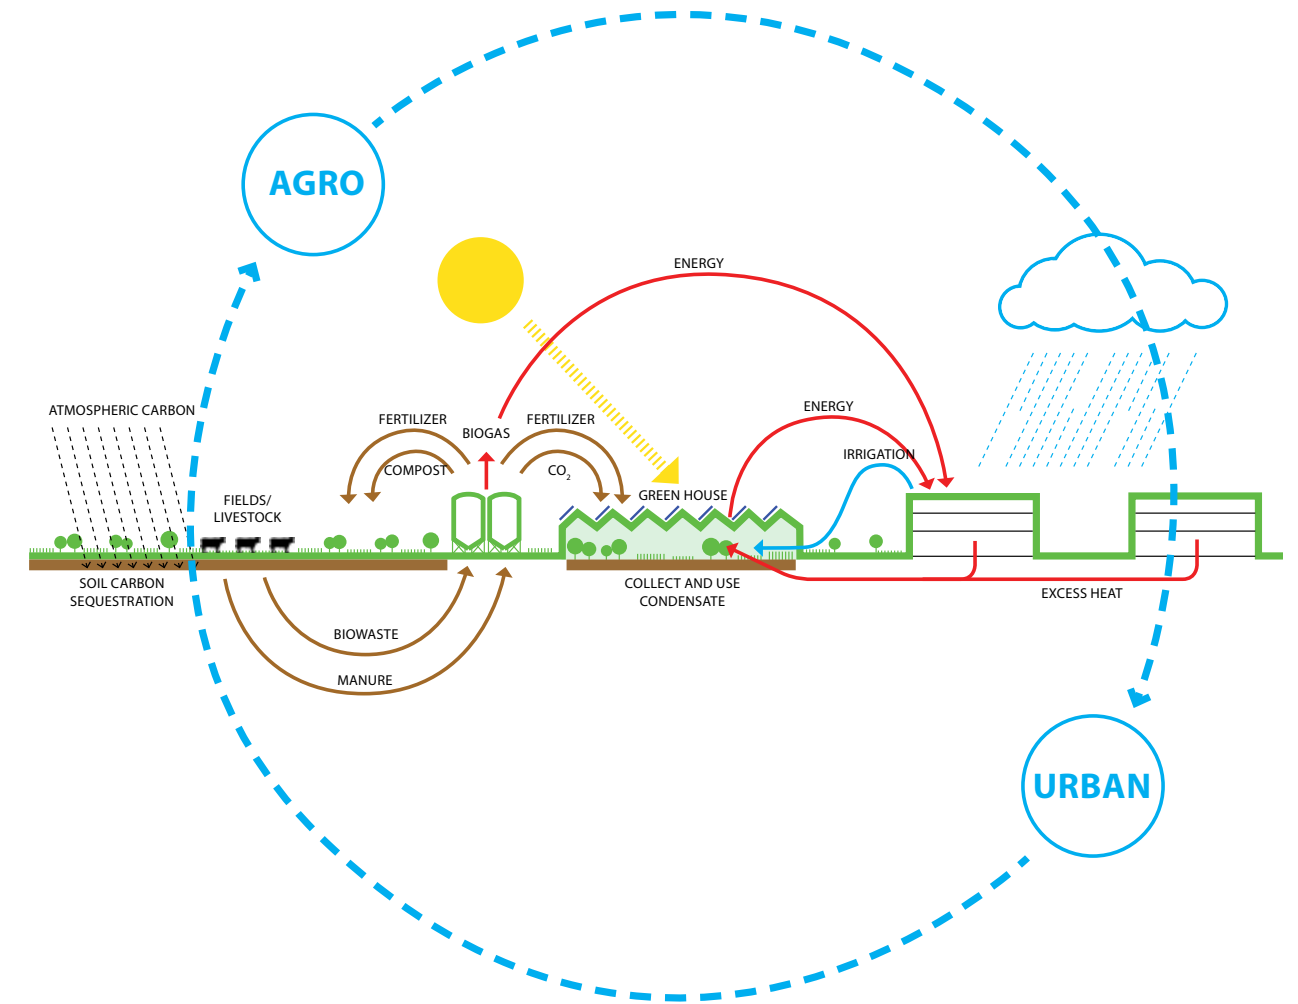 AGRO
ENERGY
ATMOSPHERIC CARBON
FERTILIZER
BIOGAS
FERTILIZER
ENERGY
COMPOST
CO₂
IRRIGATION
FIELDS/
LIVESTOCK
GREEN HOUSE
SOIL CARBON
SEQUESTRATION
COLLECT AND USE
CONDENSATE
EXCESS HEAT
BIOWASTE
MANURE
URBAN